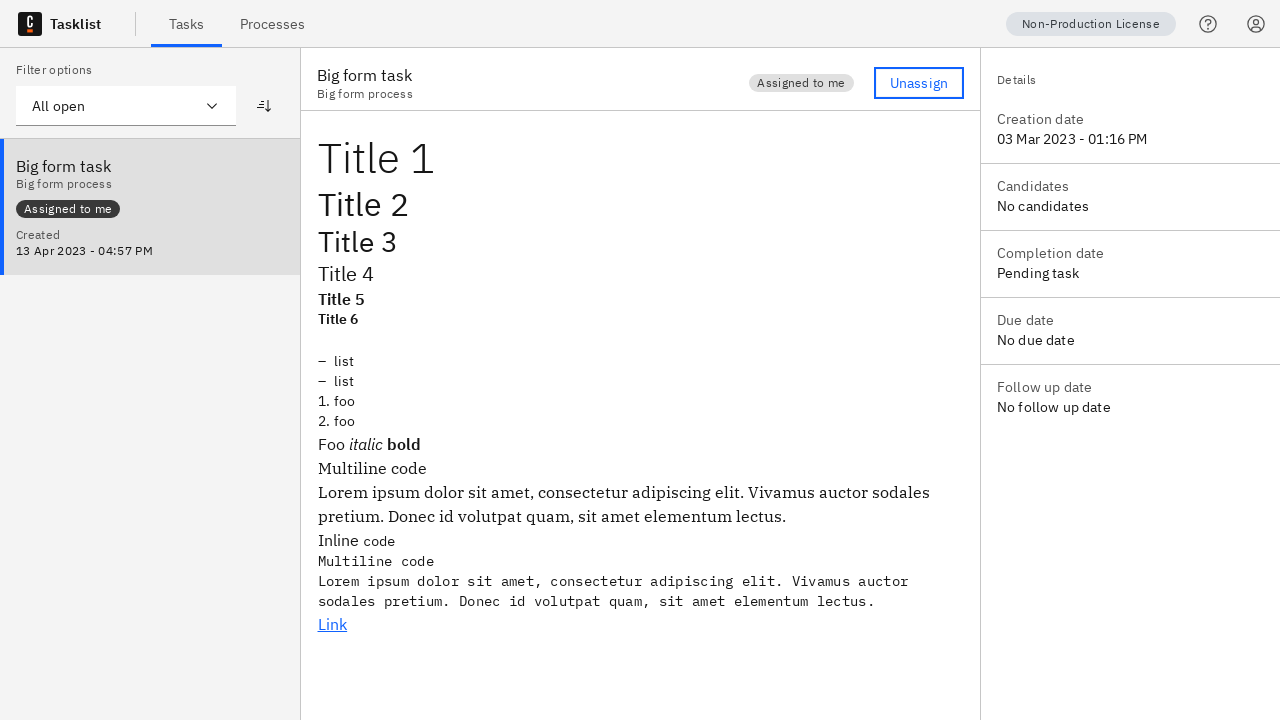 Tasklist
Tasks
Processes
Non-Production License
Filter options
All open
Big form task
Big form process
Assigned to me
Created
13 Apr 2023 - 04:57 PM
Big form task
Big form process
Assigned to me
Unassign
Title 1
Title 2
Title 3
Title 4
Title 5
Title 6
– list
– list
1. foo
2. foo
Foo italic bold
Multiline code
Lorem ipsum dolor sit amet, consectetur adipiscing elit. Vivamus auctor sodales
pretium. Donec id volutpat quam, sit amet elementum lectus.
Inline code
Multiline code
Lorem ipsum dolor sit amet, consectetur adipiscing elit. Vivamus auctor
sodales pretium. Donec id volutpat quam, sit amet elementum lectus.
Link
Details
Creation date
03 Mar 2023 - 01:16 PM
Candidates
No candidates
Completion date
Pending task
Due date
No due date
Follow up date
No follow up date